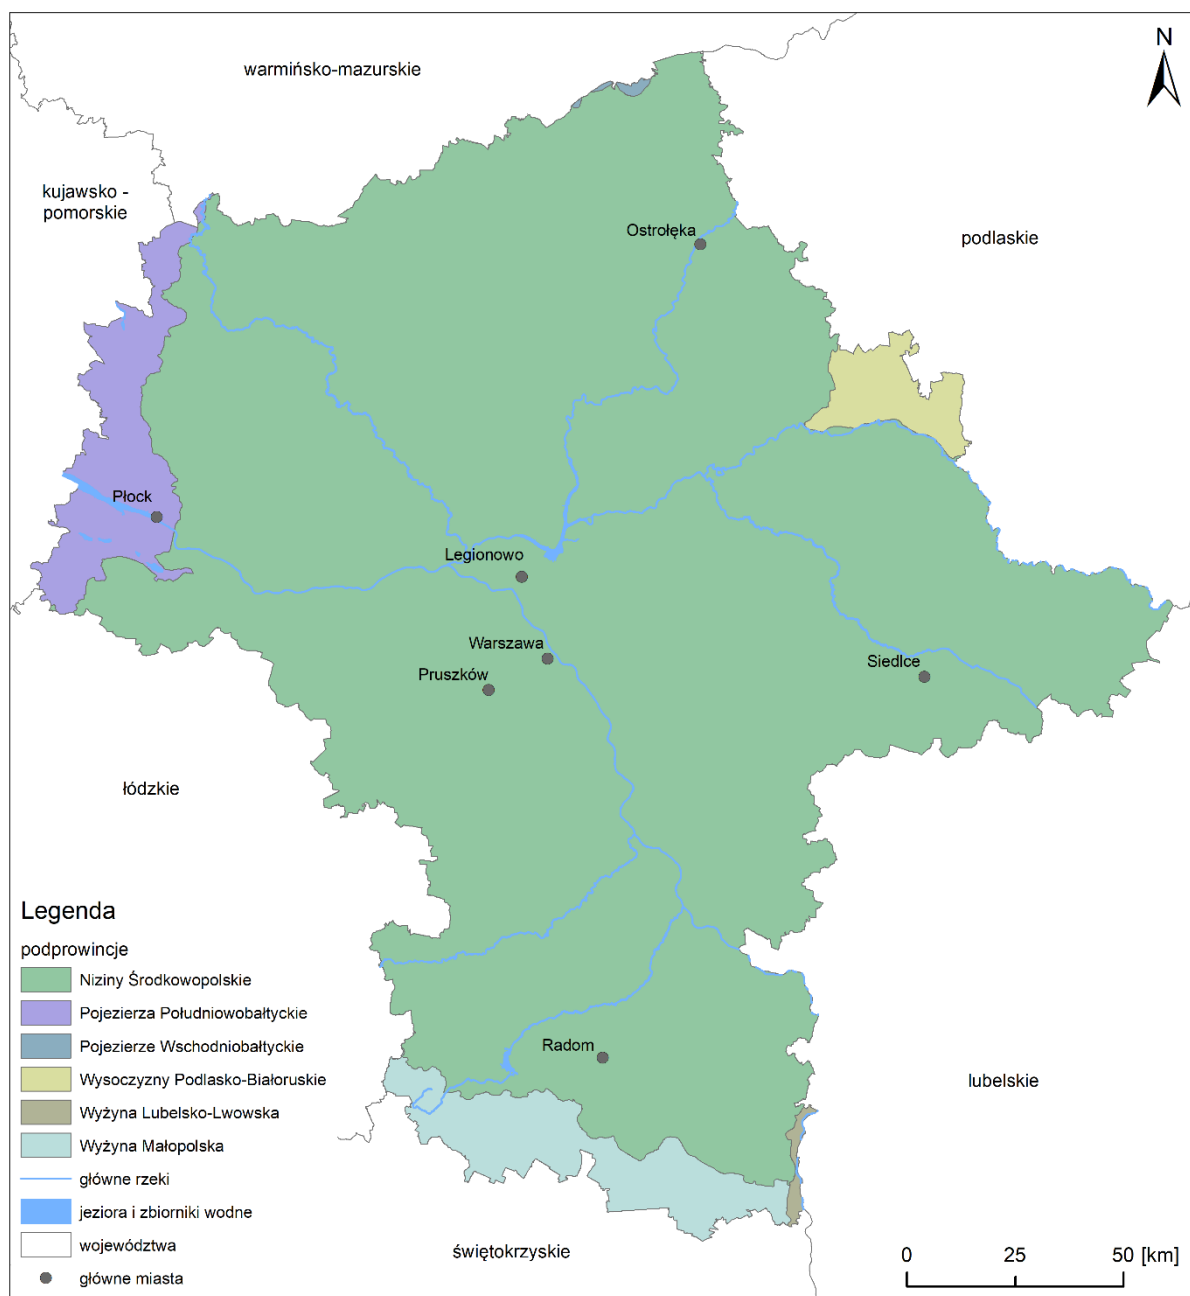 N
warmińsko-mazurskie
kujawsko -
pomorskie
Ostrołęka
podlaskie
Płock
Legionowo
Warszawa
Pruszków
Siedlce
łódzkie
Legenda
podprowincje
Niziny Środkowopolskie
Pojezierza Południowobałtyckie
Pojezierze Wschodniobałtyckie
Wysoczyzny Podlasko-Białoruskie
Wyżyna Lubelsko-Lwowska
Wyżyna Małopolska
główne rzeki
jeziora i zbiorniki wodne
województwa
główne miasta
Radom
lubelskie
świętokrzyskie
0 25 50 [km]